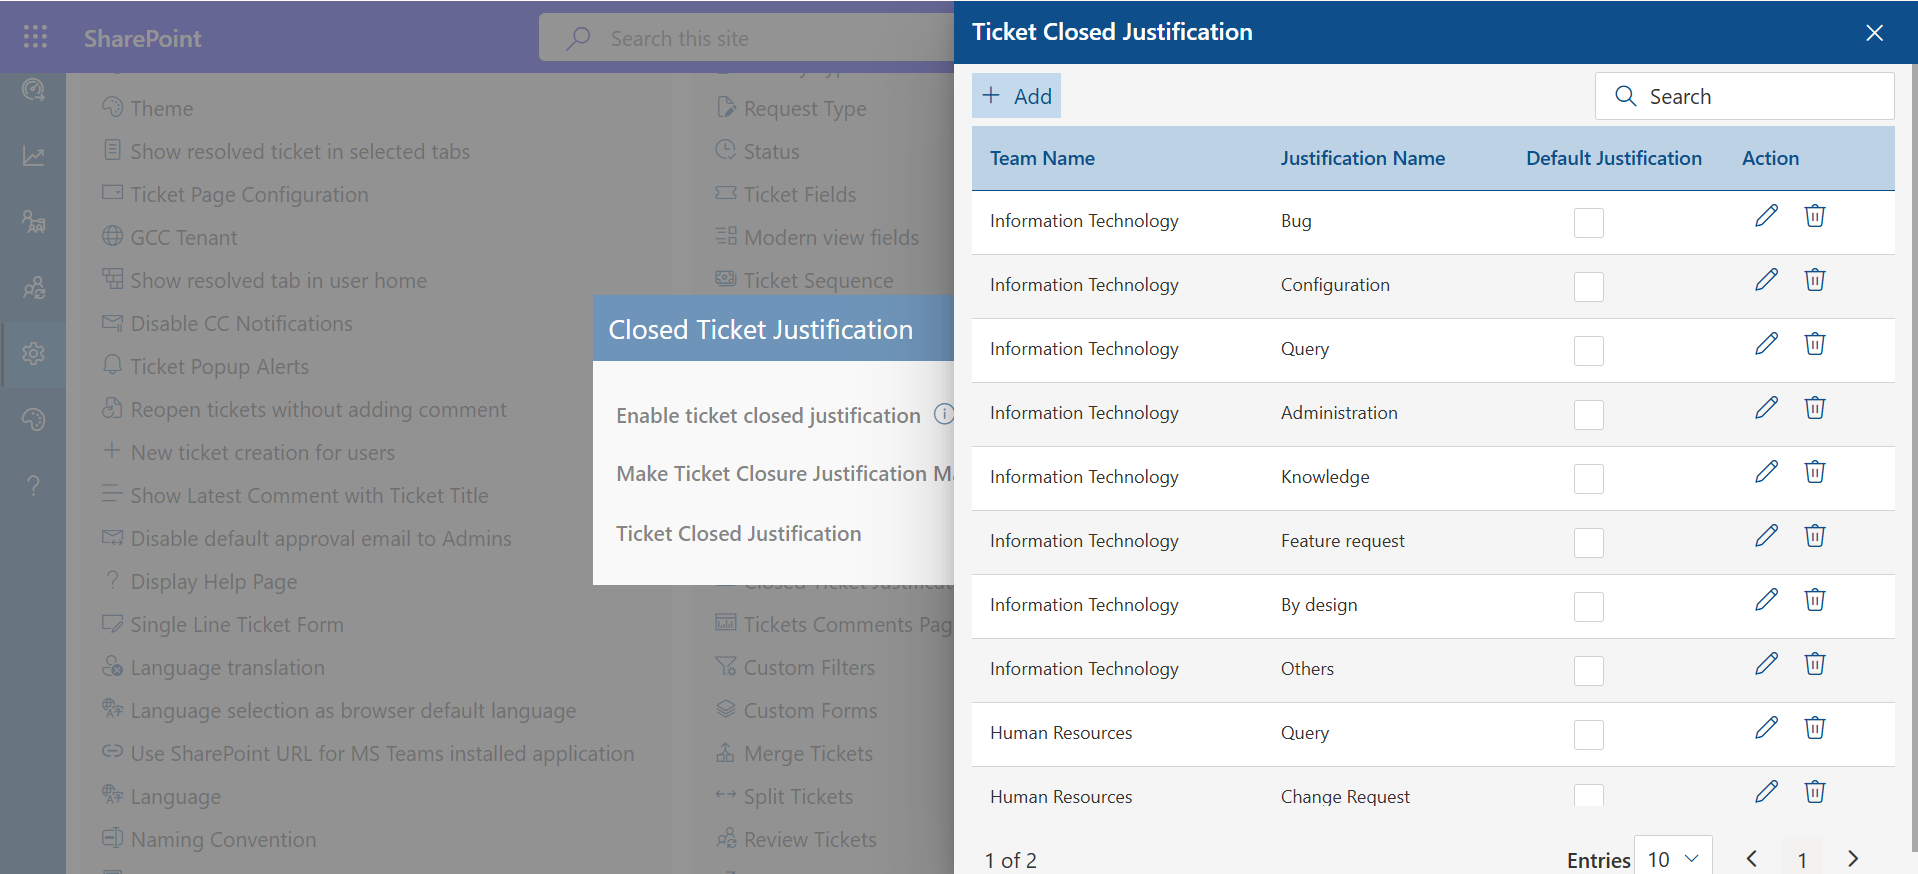 SharePoint
Search this site
Theme
Show resolved ticket in selected tabs
Ticket Page Configuration
GCC Tenant
Show resolved tab in user home
Disable CC Notifications
Ticket Popup Alerts
Reopen tickets without adding comment
New ticket creation for users
Show Latest Comment with Ticket Title
Disable default approval email to Admins
Display Help Page
Single Line Ticket Form
Language translation
Language selection as browser default language
Use SharePoint URL for MS Teams installed application
Language
Naming Convention
Request Type
Status
Ticket Fields
Modern view fields
Ticket Sequence
Closed Ticket Justificat
Tickets Comments Pag
Custom Filters
Custom Forms
Merge Tickets
Split Tickets
Review Tickets
Closed Ticket Justification
Enable ticket closed justification
Make Ticket Closure Justification Ma
Ticket Closed Justification
Ticket Closed Justification
Add
Search
Team Name Justification Name Default Justification Action
Information Technology Bug
Information Technology Configuration
Information Technology Query
Information Technology Administration
Information Technology Knowledge
Information Technology Feature request
Information Technology By design
Information Technology Others
Human Resources Query
Human Resources Change Request
1 of 2 Entries 10 1